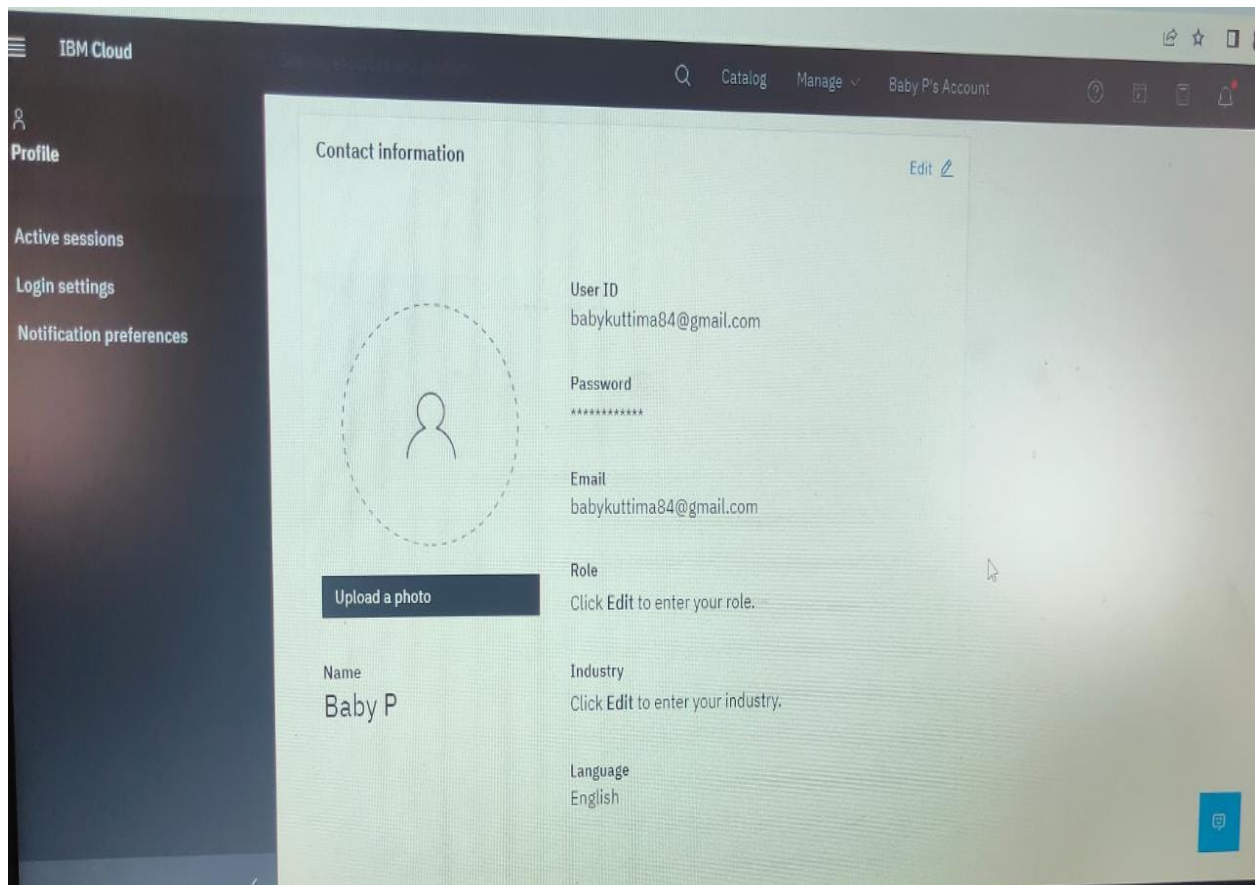 IBM Cloud
Catalog
Manage
Baby P's Account
Profile
Active sessions
Login settings
Notification preferences
Contact information
Edit
User ID
babykuttima84@gmail.com
Password
************
Email
babykuttima84@gmail.com
Role
Click Edit to enter your role.
Upload a photo
Name
Baby P
Industry
Click Edit to enter your industry.
Language
English